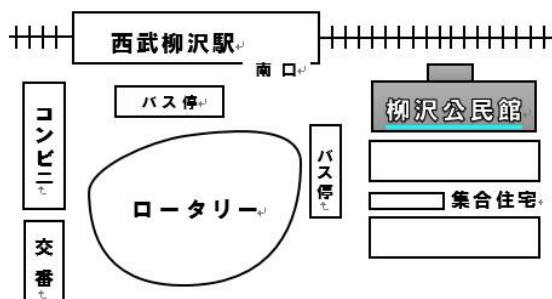 西武柳沢駅
南口
バス停
柳沢公民館
コンビニ
バス停
ロータリー
集合住宅
交番